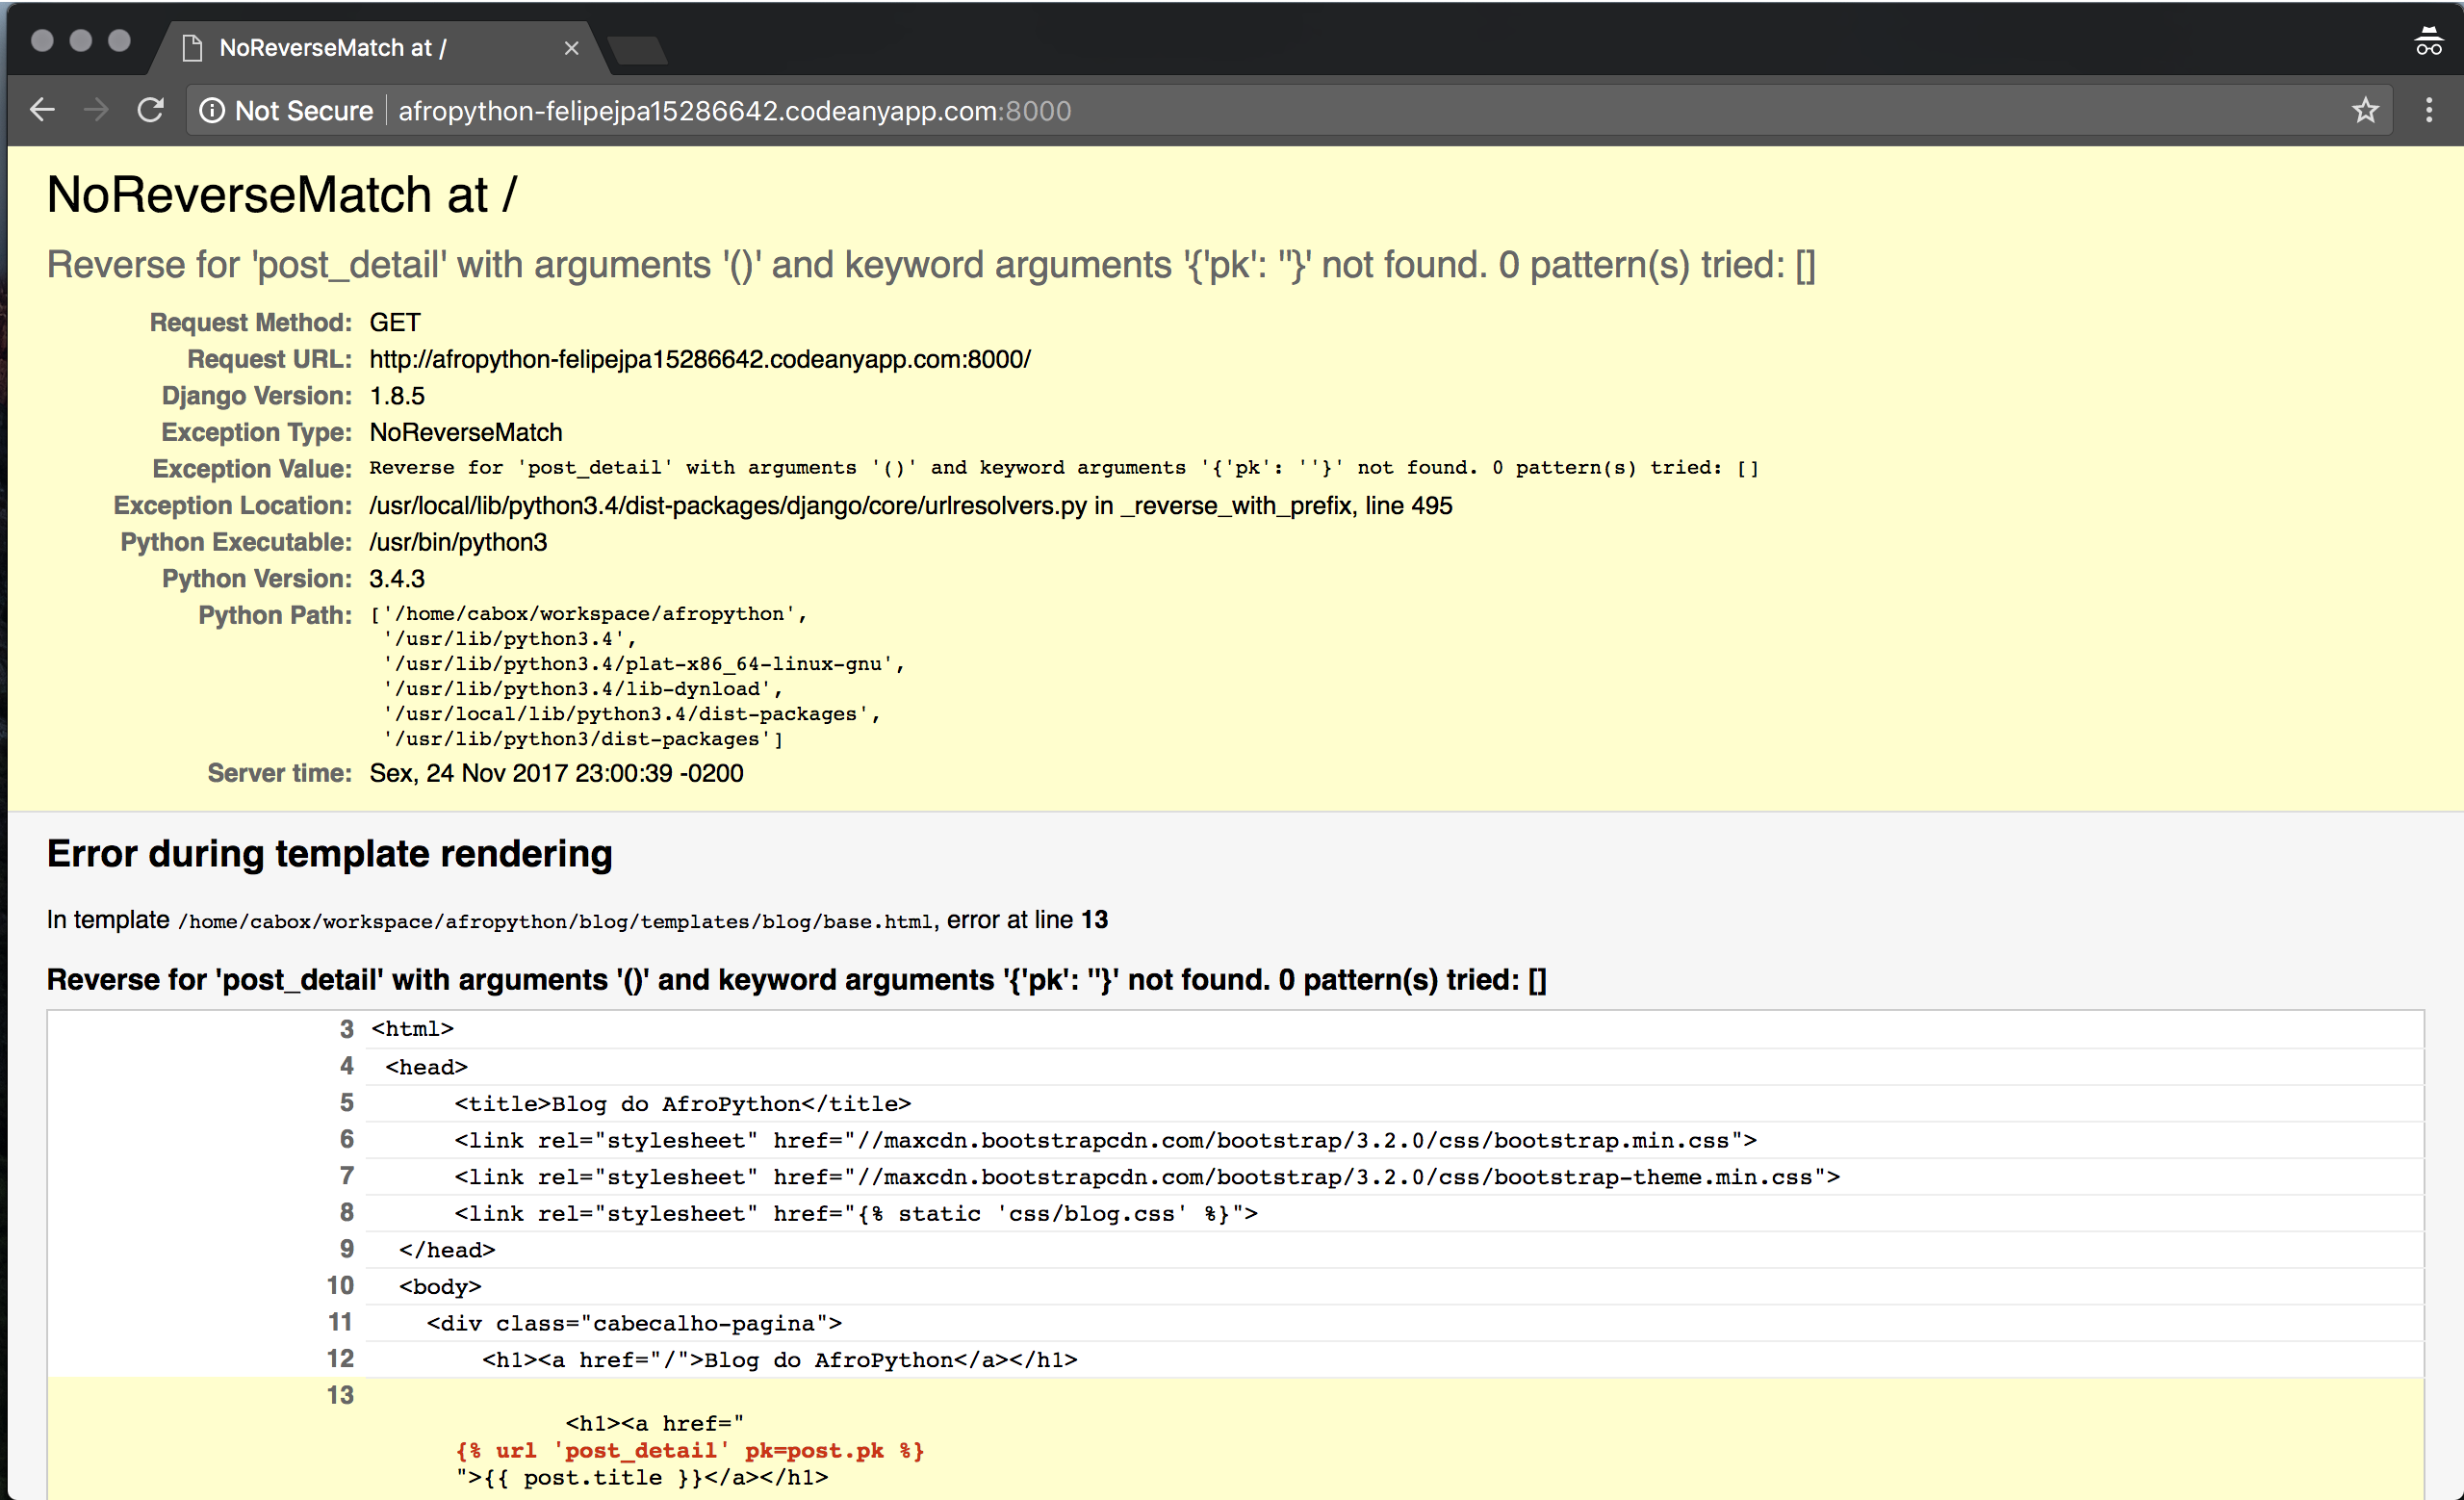 NoReverseMatch at /
Not Secure afropython-felipejpa15286642.codeanyapp.com:8000
NoReverseMatch at /
Reverse for 'post_detail' with arguments '()' and keyword arguments '{'pk': ''}' not found. 0 pattern(s) tried: []
Request Method: GET
Request URL: http://afropython-felipejpa15286642.codeanyapp.com:8000/
Django Version: 1.8.5
Exception Type: NoReverseMatch
Exception Value: Reverse for 'post_detail' with arguments '()' and keyword arguments '{'pk': ''}' not found. 0 pattern(s) tried: []
Exception Location: /usr/local/lib/python3.4/dist-packages/django/core/urlresolvers.py in _reverse_with_prefix, line 495
Python Executable: /usr/bin/python3
Python Version: 3.4.3
Python Path: ['/home/cabox/workspace/afropython',
'/usr/lib/python3.4',
'/usr/lib/python3.4/plat-x86_64-linux-gnu',
'/usr/lib/python3.4/lib-dynload',
'/usr/local/lib/python3.4/dist-packages',
'/usr/lib/python3/dist-packages']
Server time: Sex, 24 Nov 2017 23:00:39 -0200
Error during template rendering
In template /home/cabox/workspace/afropython/blog/templates/blog/base.html, error at line 13
Reverse for 'post_detail' with arguments '()' and keyword arguments '{'pk': ''}' not found. 0 pattern(s) tried: []
3 <html>
4 <head>
5 <title>Blog do AfroPython</title>
6 <link rel="stylesheet" href="//maxcdn.bootstrapcdn.com/bootstrap/3.2.0/css/bootstrap.min.css">
7 <link rel="stylesheet" href="//maxcdn.bootstrapcdn.com/bootstrap/3.2.0/css/bootstrap-theme.min.css">
8 <link rel="stylesheet" href="{% static 'css/blog.css' %}">
9 </head>
10 <body>
11 <div class="cabecalho-pagina">
12 <h1><a href="/">Blog do AfroPython</a></h1>
13
<h1><a href="
{% url 'post_detail' pk=post.pk %}
">{{ post.title }}</a></h1>